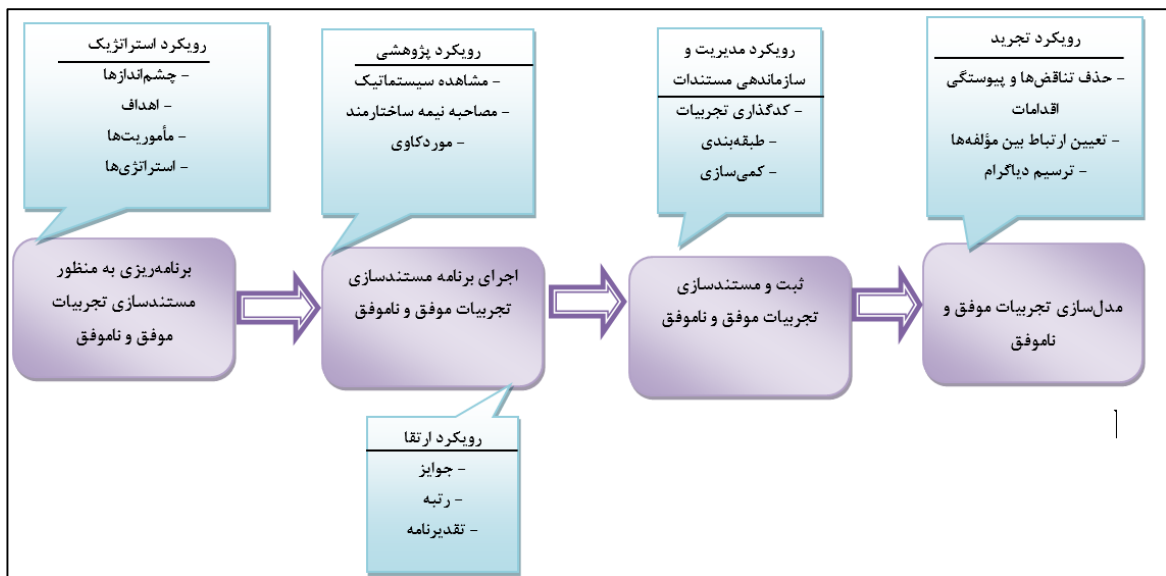 رویکرد استراتژیک
- چشم‌اندازها
- اهداف
- مأموریت‌ها
- استراتژی‌ها
رویکرد پژوهشی
- مشاهده سیستماتیک
- مصاحبه نیمه ساختارمند
- موردکاوی
رویکرد مدیریت و
سازماندهی مستندات
- کدگذاری تجربیات
- طبقه‌بندی
- کمی‌سازی
رویکرد تجرید
- حذف تناقض‌ها و پیوستگی
اقدامات
- تعیین ارتباط بین مؤلفه‌ها
- ترسیم دیاگرام
برنامه‌ریزی به منظور
مستندسازی تجربیات
موفق و ناموفق
اجرای برنامه مستندسازی
تجربیات موفق و ناموفق
ثبت و مستندسازی
تجربیات موفق و ناموفق
مدل‌سازی تجربیات موفق و
ناموفق
رویکرد ارتقا
- جوایز
- رتبه
- تقدیرنامه